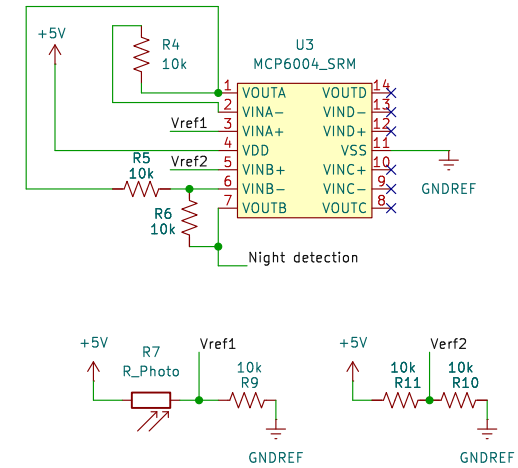 +5V
R4
10k
U3
MCP6004_SRM
1 VOUTA VOUTD 14
2 VINA- VIND- 13
Vref1 3 VINA+ VIND+ 12
4 VDD VSS 11
Vref2 5 VINB+ VINC+ 10
6 VINB- VINC- 9
7 VOUTB VOUTC 8
R5
10k
R6
10k
GNDREF
Night detection
+5V
R7
R_Photo
Vref1
10k
R9
GNDREF
+5V
Verf2
10k
R11
10k
R10
GNDREF